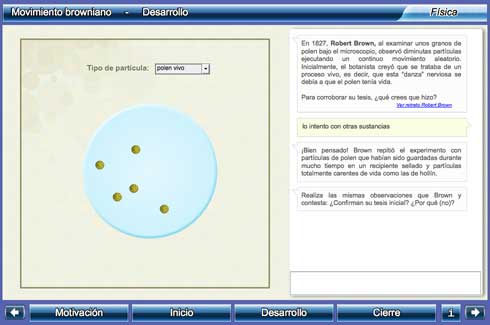 Movimiento browniano - Desarrollo
Física
Tipo de partícula: polen vivo
En 1827, Robert Brown, al examinar unos granos de
polen bajo el microscopio, observó diminutas partículas
ejecutando un continuo movimiento aleatorio.
Inicialmente, el botanista creyó que se trataba de un
proceso vivo, es decir, que esta "danza" nerviosa se
debía a que el polen tenía vida.
Para corroborar su tesis, ¿qué crees que hizo?
Ver retrato Robert Brown
lo intento con otras sustancias
¡Bien pensado! Brown repitió el experimento con
partículas de polen que habían sido guardadas durante
mucho tiempo en un recipiente sellado y partículas
totalmente carentes de vida como las de hollín.
Realiza las mismas observaciones que Brown y
contesta: ¿Confirman su tesis inicial? ¿Por qué (no)?
Motivación
Inicio
Desarrollo
Cierre
i